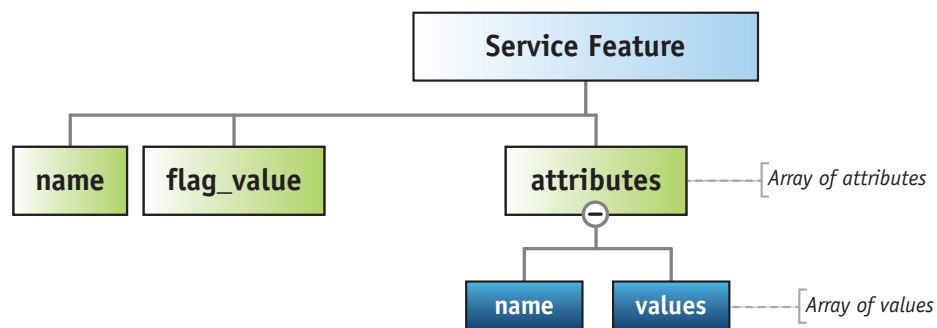 Service Feature
name
flag_value
attributes
Array of attributes
name
values
Array of values